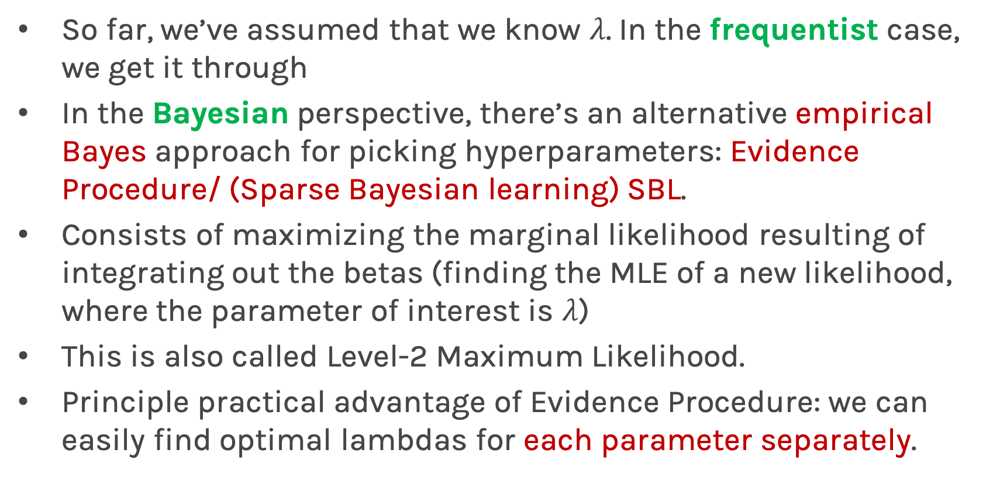 • So far, we’ve assumed that we know λ. In the frequentist case,
we get it through
• In the Bayesian perspective, there’s an alternative empirical
Bayes approach for picking hyperparameters: Evidence
Procedure/ (Sparse Bayesian learning) SBL.
• Consists of maximizing the marginal likelihood resulting of
integrating out the betas (finding the MLE of a new likelihood,
where the parameter of interest is λ)
• This is also called Level-2 Maximum Likelihood.
• Principle practical advantage of Evidence Procedure: we can
easily find optimal lambdas for each parameter separately.